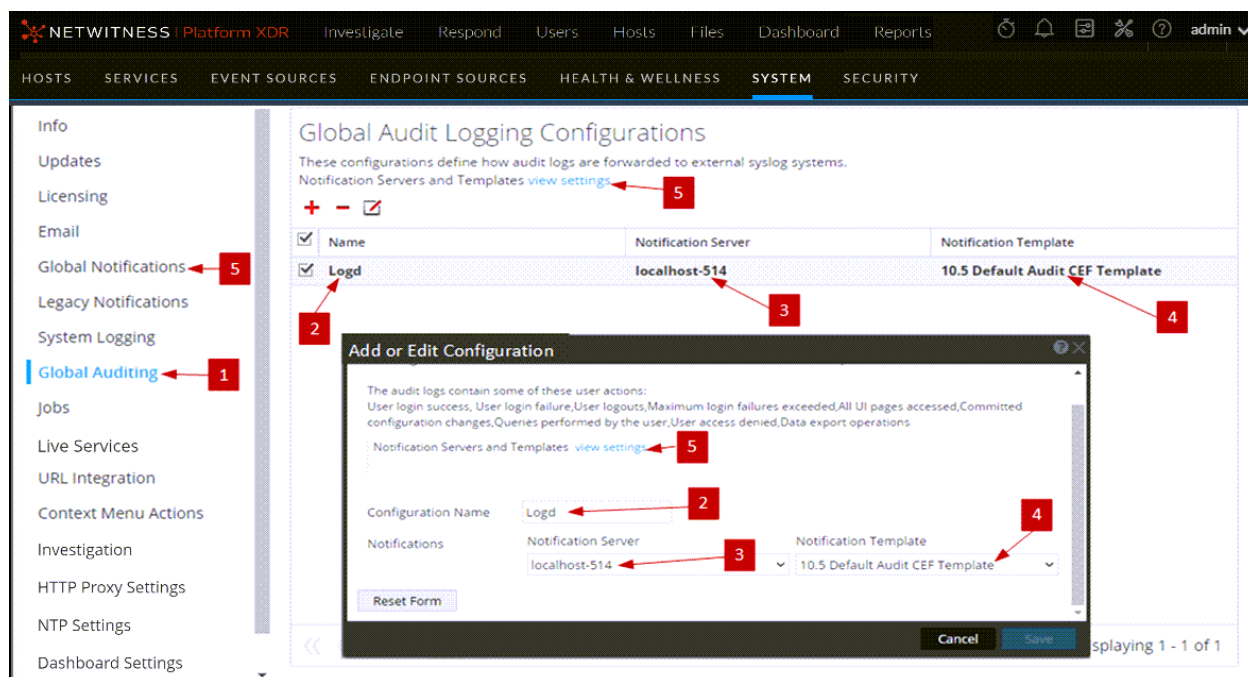 NETWITNESS | Platform XDR Investigate Respond Users Hosts Files Dashboard Reports admin
HOSTS SERVICES EVENT SOURCES ENDPOINT SOURCES HEALTH & WELLNESS SYSTEM SECURITY
Info
Updates
Licensing
Email
Global Notifications 5
Legacy Notifications
System Logging
Global Auditing 1
Jobs
Live Services
URL Integration
Context Menu Actions
Investigation
HTTP Proxy Settings
NTP Settings
Dashboard Settings
Global Audit Logging Configurations
These configurations define how audit logs are forwarded to external syslog systems.
Notification Servers and Templates view settings 5
Name Notification Server Notification Template
Logd localhost-514 10.5 Default Audit CEF Template
2 3 4
Add or Edit Configuration
The audit logs contain some of these user actions:
User login success, User login failure,User logouts,Maximum login failures exceeded,All UI pages accessed,Committed
configuration changes,Queries performed by the user,User access denied,Data export operations
Notification Servers and Templates view settings 5
Configuration Name Logd 2
Notifications Notification Server Notification Template 4
localhost-514 3 10.5 Default Audit CEF Template
Reset Form
Cancel Save
splaying 1 - 1 of 1